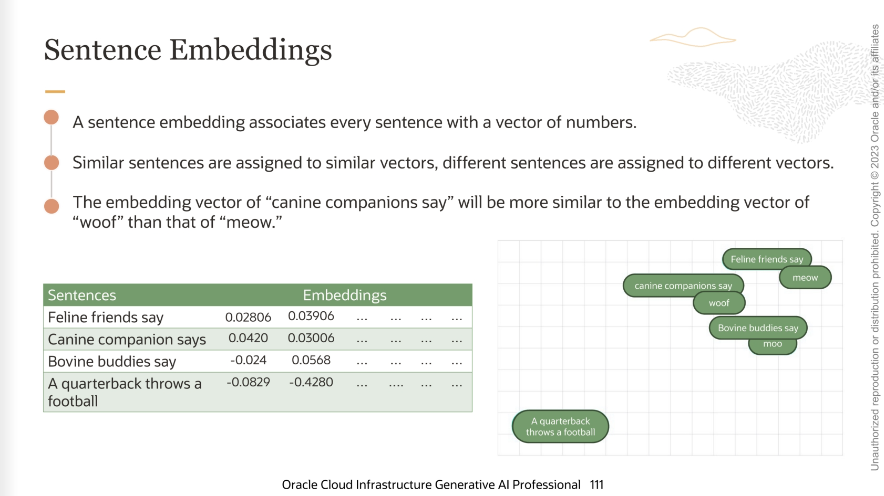 Sentence Embeddings
A sentence embedding associates every sentence with a vector of numbers.
Similar sentences are assigned to similar vectors, different sentences are assigned to different vectors.
The embedding vector of “canine companions say” will be more similar to the embedding vector of
“woof” than that of “meow.”
Sentences Embeddings
Feline friends say 0.02806 0.03906 ... ... ... ...
Canine companion says 0.0420 0.03006 ... ... ... ...
Bovine buddies say -0.024 0.0568 ... ... ... ...
A quarterback throws a -0.0829 -0.4280 ... .... ... ...
football
Feline friends say
meow
canine companions say
woof
Bovine buddies say
moo
A quarterback
throws a football
Oracle Cloud Infrastructure Generative AI Professional 111
Unauthorized reproduction or distribution prohibited. Copyright © 2023 Oracle and/or its affiliates